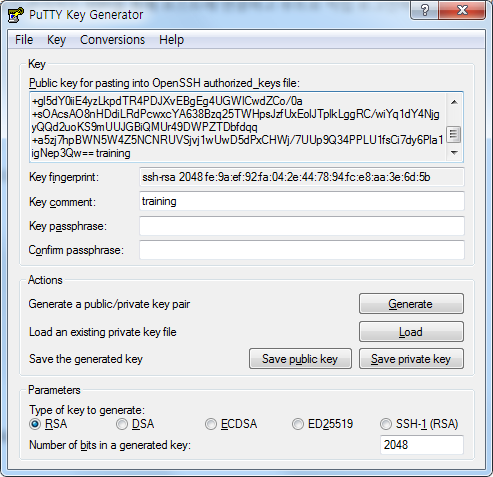 PuTTY Key Generator
File Key Conversions Help
Key
Public key for pasting into OpenSSH authorized_keys file:
+gl5dY0iiE4yzLkpdTR4PDJXvEBgEg4UGWICwdZCo/0a
+sOAcsAO8nHDdiLRdPcwxcYA638Bzq25TWHpsJzfUxEolJTplkLggRC/wiYq1dY4Njg
yQQd2uoKS9mUUJGBiQMUr49DWPZTDbfdqq
+a5zj7hpBWN5W4Z5NCNRUVSjvj1wUwD5dPxCHWj/7UUp9Q34PPLU1fsCi7dy6Pla1
igNep3Qw== training
Key fingerprint: ssh-rsa 2048 fe:9a:ef:92:fa:04:2e:44:78:94:fc:e8:aa:3e:6d:5b
Key comment: training
Key passphrase:
Confirm passphrase:
Actions
Generate a public/private key pair Generate
Load an existing private key file Load
Save the generated key Save public key Save private key
Parameters
Type of key to generate:
RSA DSA ECDSA ED25519 SSH-1 (RSA)
Number of bits in a generated key: 2048